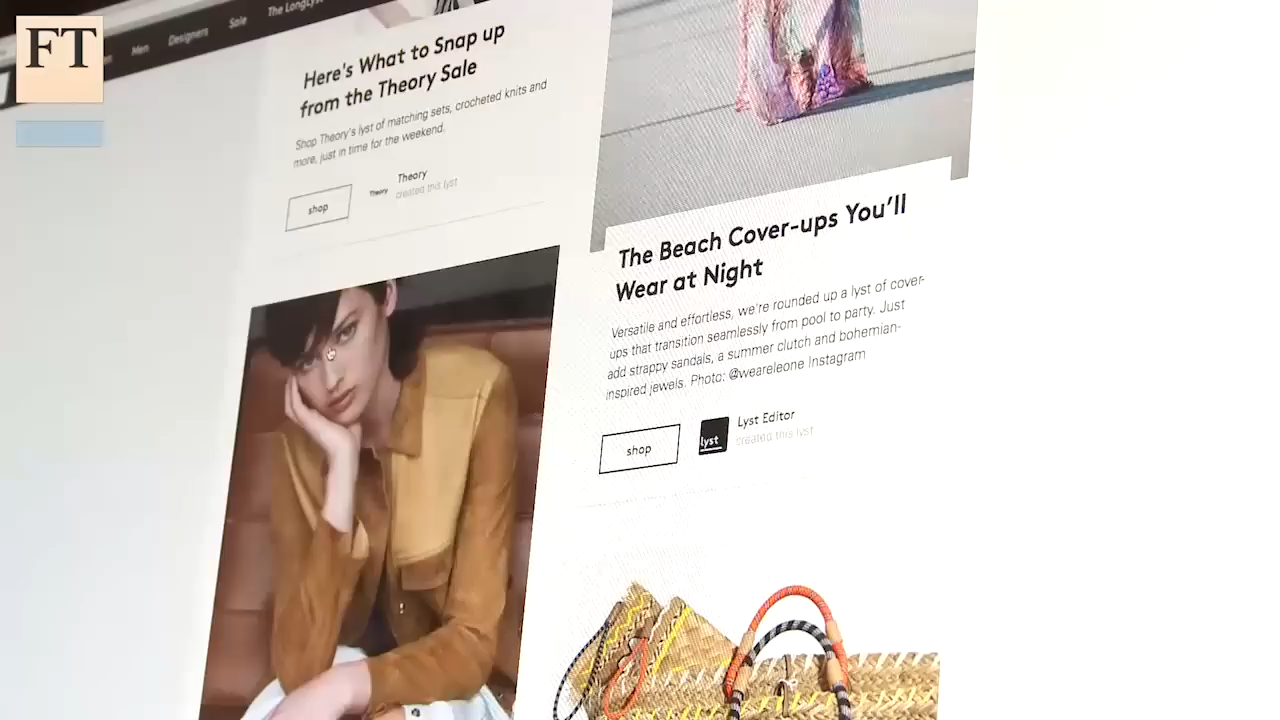 FT
Men
Designers
Sale
The LongLyst
Here's What to Snap up
from the Theory Sale
Shop Theory's lyst of matching sets, crocheted knits and
more, just in time for the weekend.
shop
Theory
Theory
created this lyst
The Beach Cover-ups You'll
Wear at Night
Versatile and effortless, we're rounded up a lyst of cover-
ups that transition seamlessly from pool to party. Just
add strappy sandals, a summer clutch and bohemian-
inspired jewels. Photo: @weareleone Instagram
shop
lyst
Lyst Editor
created this lyst